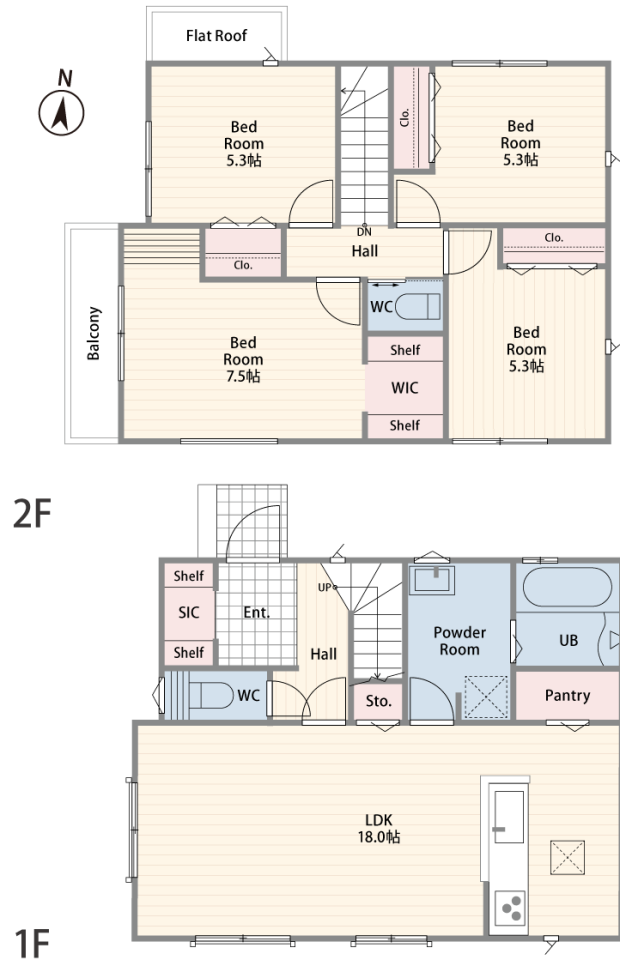 Flat Roof
N
Bed
Room
5.3帖
Clo.
Bed
Room
5.3帖
DN
Hall
Clo.
Clo.
Balcony
Bed
Room
7.5帖
WC
Shelf
WIC
Shelf
Bed
Room
5.3帖
2F
Shelf
SIC
Shelf
Ent.
UP
Hall
Powder
Room
UB
WC
Sto.
Pantry
LDK
18.0帖
1F